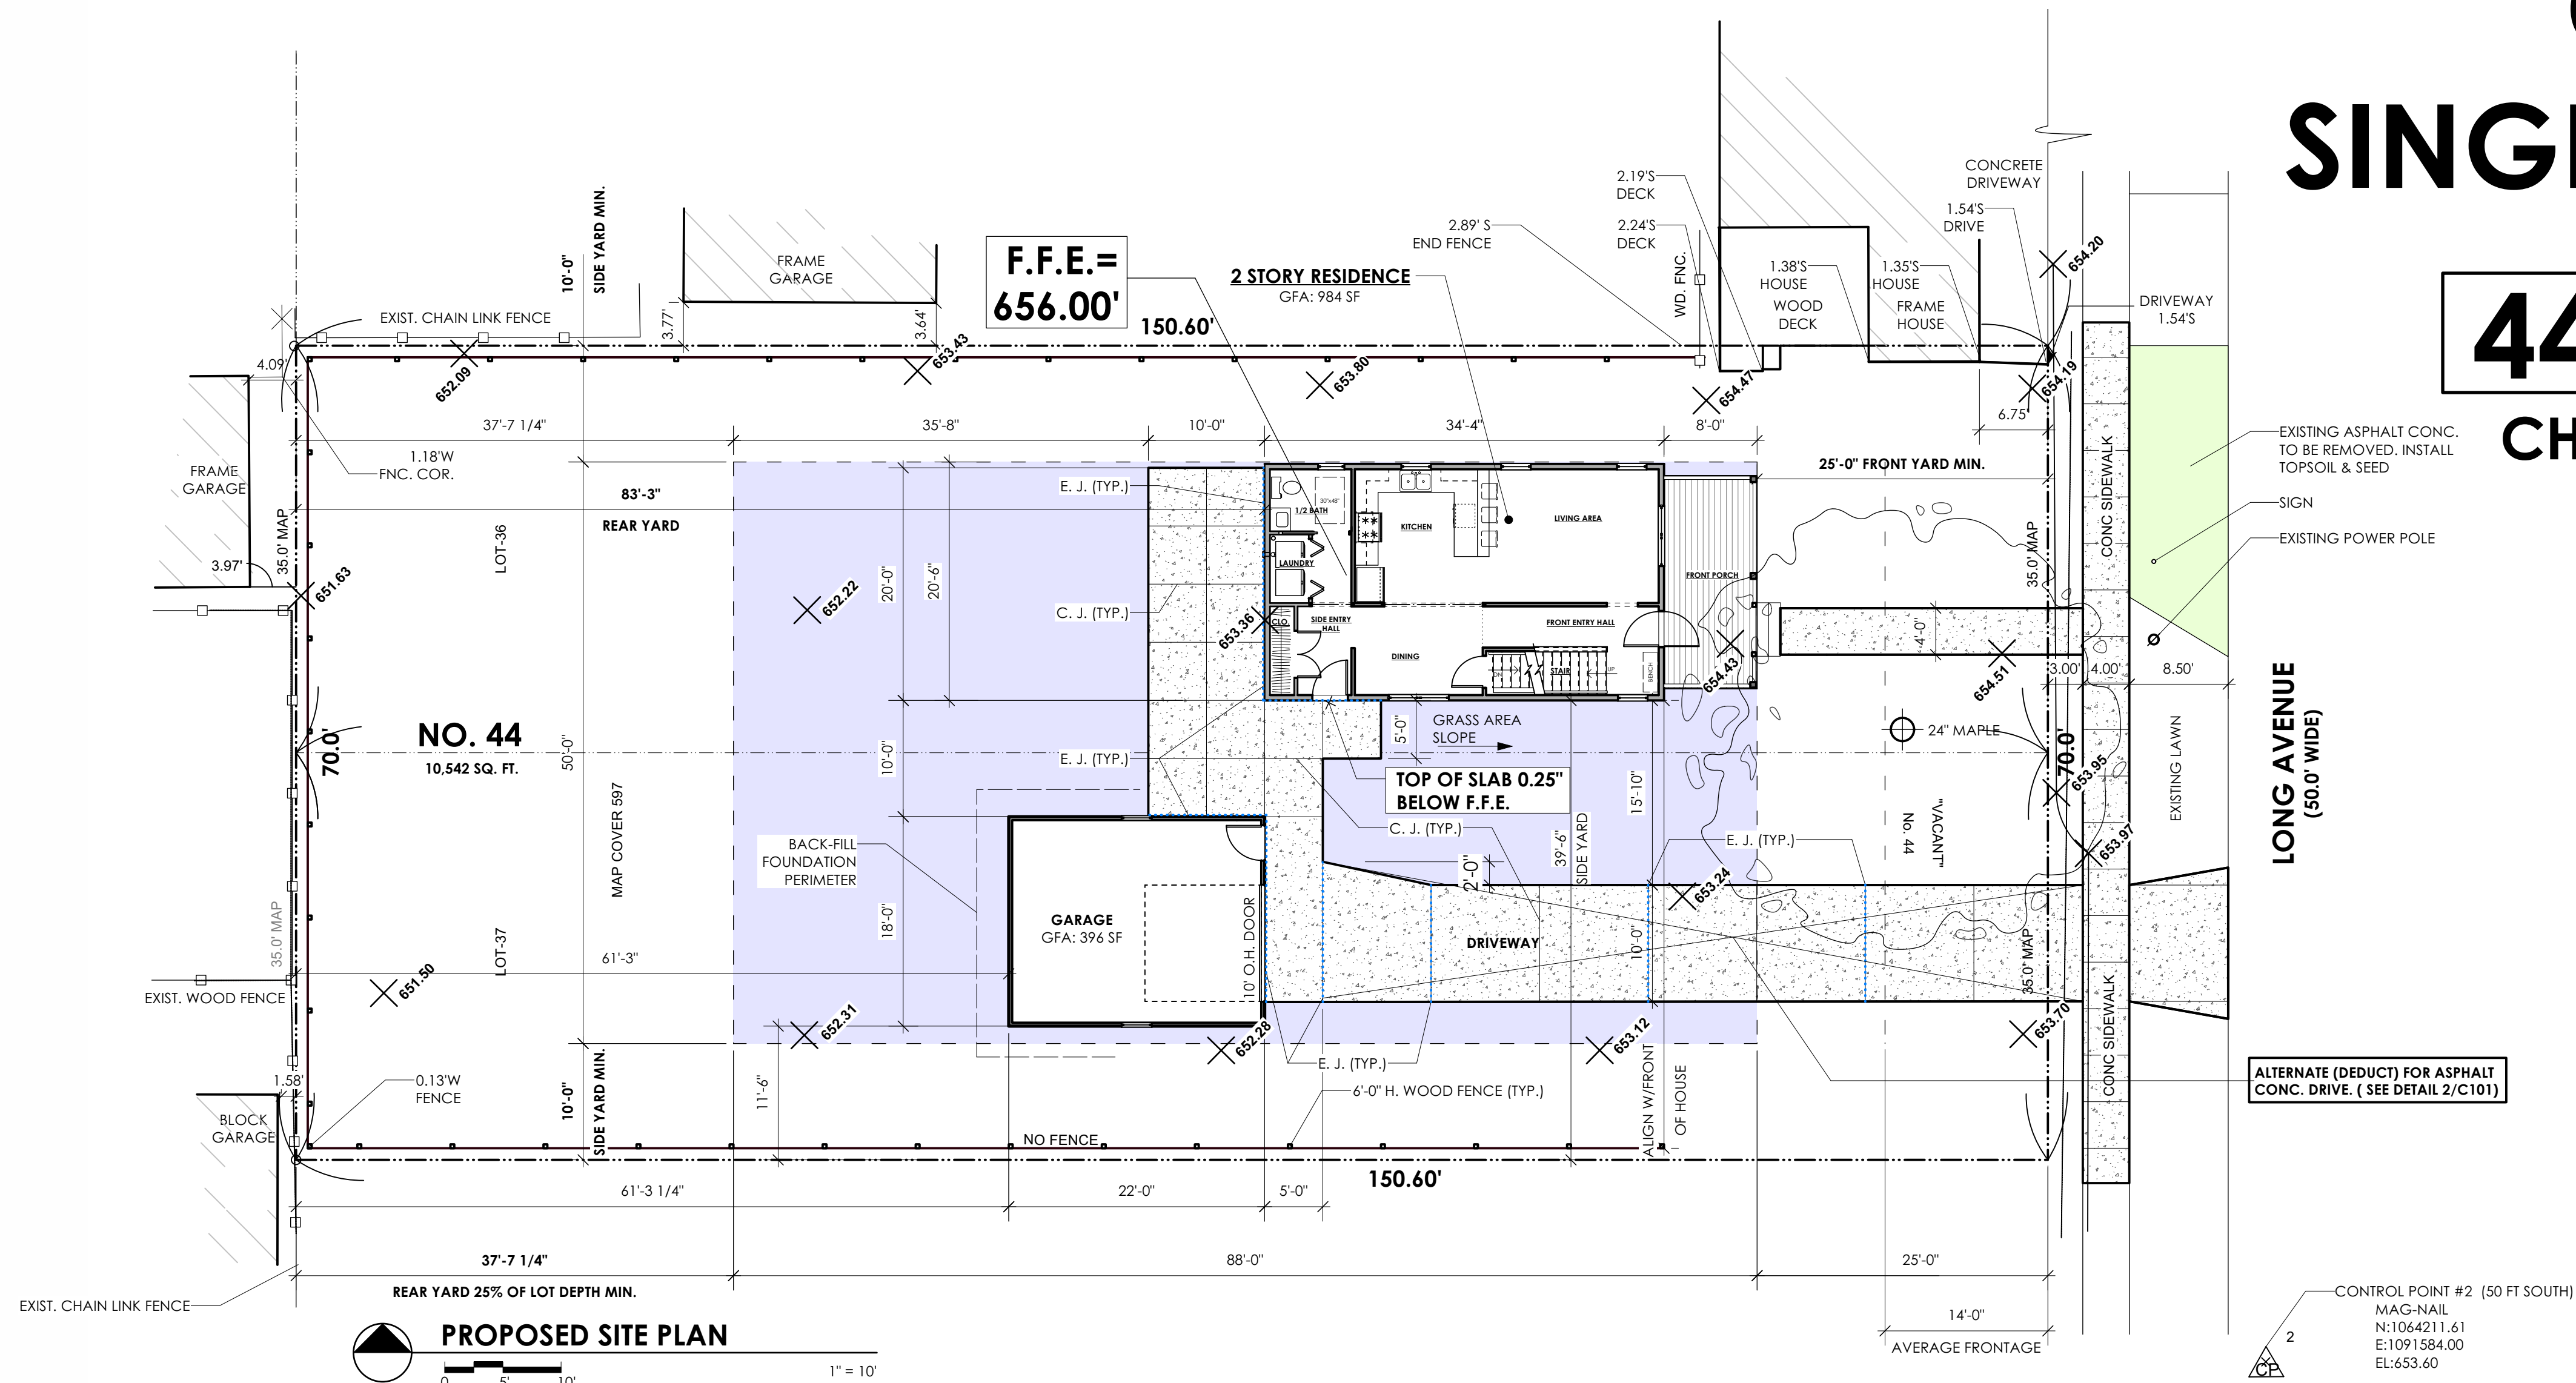 SINGL
44
CH
CONCRETE
DRIVEWAY
2.19'S
DECK
2.24'S
DECK
1.54'S
DRIVE
2.89' S
END FENCE
WD. FNC.
1.38'S
HOUSE
WOOD
DECK
1.35'S
HOUSE
FRAME
HOUSE
654.20
DRIVEWAY
1.54'S
10'-0"
SIDE YARD MIN.
FRAME
GARAGE
F.F.E.=
656.00'
2 STORY RESIDENCE
GFA: 984 SF
150.60'
EXIST. CHAIN LINK FENCE
3.77'
3.64'
4.09'
652.09
653.43
653.80
654.47
654.19
6.75'
37'-7 1/4"
35'-8"
10'-0"
34'-4"
8'-0"
25'-0" FRONT YARD MIN.
1.18'W
FNC. COR.
FRAME
GARAGE
83'-3"
REAR YARD
35.0' MAP
LOT-36
3.97'
651.63
E. J. (TYP.)
C. J. (TYP.)
E. J. (TYP.)
20'-0"
20'-6"
652.22
653.36
30"x48"
1/2 BATH
LAUNDRY
KITCHEN
LIVING AREA
CLO.
SIDE ENTRY
HALL
FRONT ENTRY HALL
DINING
DN
STAIR
UP
BENCH
FRONT PORCH
654.43
4'-0"
654.51
35.0' MAP
CONC SIDEWALK
EXISTING ASPHALT CONC.
TO BE REMOVED. INSTALL
TOPSOIL & SEED
SIGN
EXISTING POWER POLE
3.00'
4.00'
8.50'
NO. 44
10,542 SQ. FT.
70.0'
50'-0"
MAP COVER 597
10'-0"
5'-0"
GRASS AREA
SLOPE
TOP OF SLAB 0.25"
BELOW F.F.E.
15'-10"
24" MAPLE
70.0'
653.95
653.97
EXISTING LAWN
LONG AVENUE
(50.0' WIDE)
"VACANT"
No. 44
BACK-FILL
FOUNDATION
PERIMETER
C. J. (TYP.)
39'-6"
SIDE YARD
E. J. (TYP.)
2'-0"
653.24
35.0' MAP
LOT-37
61'-3"
18'-0"
GARAGE
GFA: 396 SF
10' O.H. DOOR
DRIVEWAY
10'-0"
35.0' MAP
EXIST. WOOD FENCE
651.50
652.31
652.28
653.12
653.70
CONC SIDEWALK
1.58'
0.13'W
FENCE
BLOCK
GARAGE
10'-0"
SIDE YARD MIN.
11'-6"
E. J. (TYP.)
6'-0" H. WOOD FENCE (TYP.)
NO FENCE
ALIGN W/FRONT
OF HOUSE
ALTERNATE (DEDUCT) FOR ASPHALT
CONC. DRIVE. ( SEE DETAIL 2/C101)
150.60'
61'-3 1/4"
22'-0"
5'-0"
37'-7 1/4"
88'-0"
25'-0"
REAR YARD 25% OF LOT DEPTH MIN.
EXIST. CHAIN LINK FENCE
14'-0"
AVERAGE FRONTAGE
CONTROL POINT #2 (50 FT SOUTH)
MAG-NAIL
N:1064211.61
E:1091584.00
EL:653.60
2
CP
PROPOSED SITE PLAN
0 5' 10'
1" = 10'